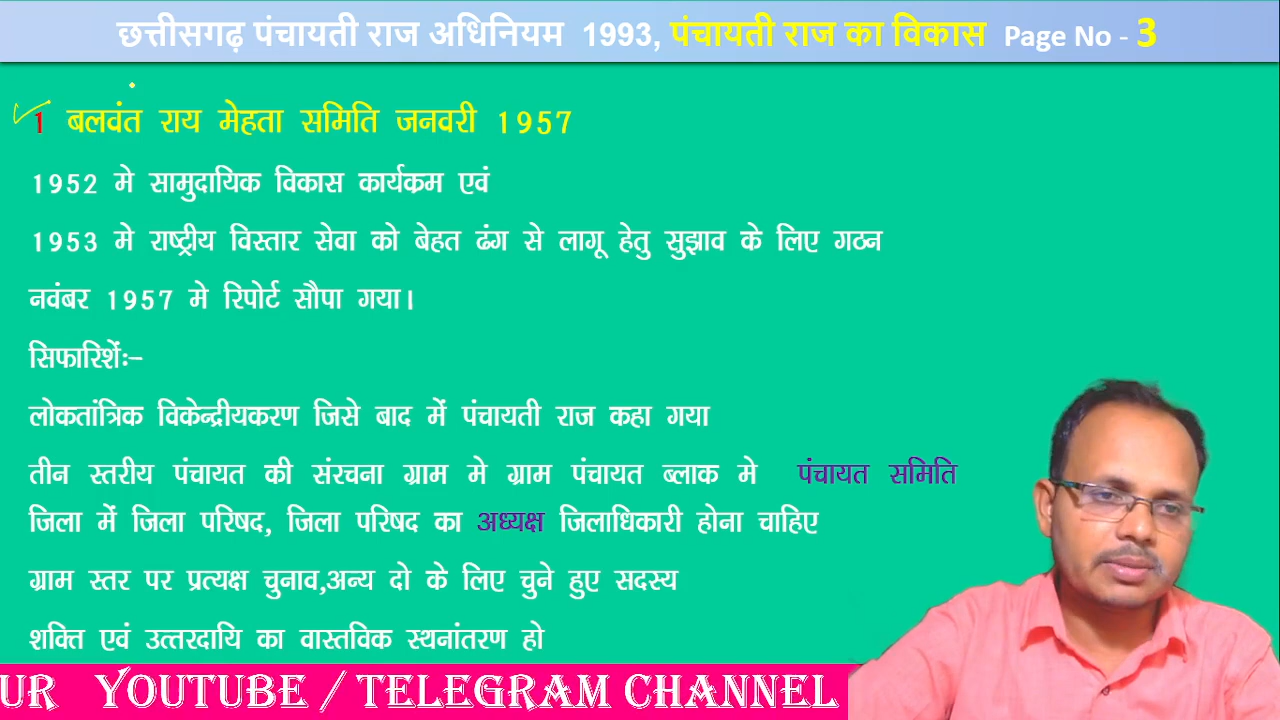 छत्तीसगढ़ पंचायती राज अधिनियम 1993, पंचायती राज का विकास Page No - 3
1 बलवंत राय मेहता समिति जनवरी 1957
1952 मे सामुदायिक विकास कार्यक्रम एवं
1953 मे राष्ट्रीय विस्तार सेवा को बेहत ढंग से लागू हेतु सुझाव के लिए गठन
नवंबर 1957 मे रिपोर्ट सौपा गया।
सिफारिशेंः-
लोकतांत्रिक विकेन्द्रीयकरण जिसे बाद में पंचायती राज कहा गया
तीन स्तरीय पंचायत की संरचना ग्राम मे ग्राम पंचायत ब्लाक मे पंचायत समिति
जिला में जिला परिषद, जिला परिषद का अध्यक्ष जिलाधिकारी होना चाहिए
ग्राम स्तर पर प्रत्यक्ष चुनाव,अन्य दो के लिए चुने हुए सदस्य
शक्ति एवं उत्तरदायि का वास्तविक स्थनांतरण हो
UR YOUTUBE / TELEGRAM CHANNEL